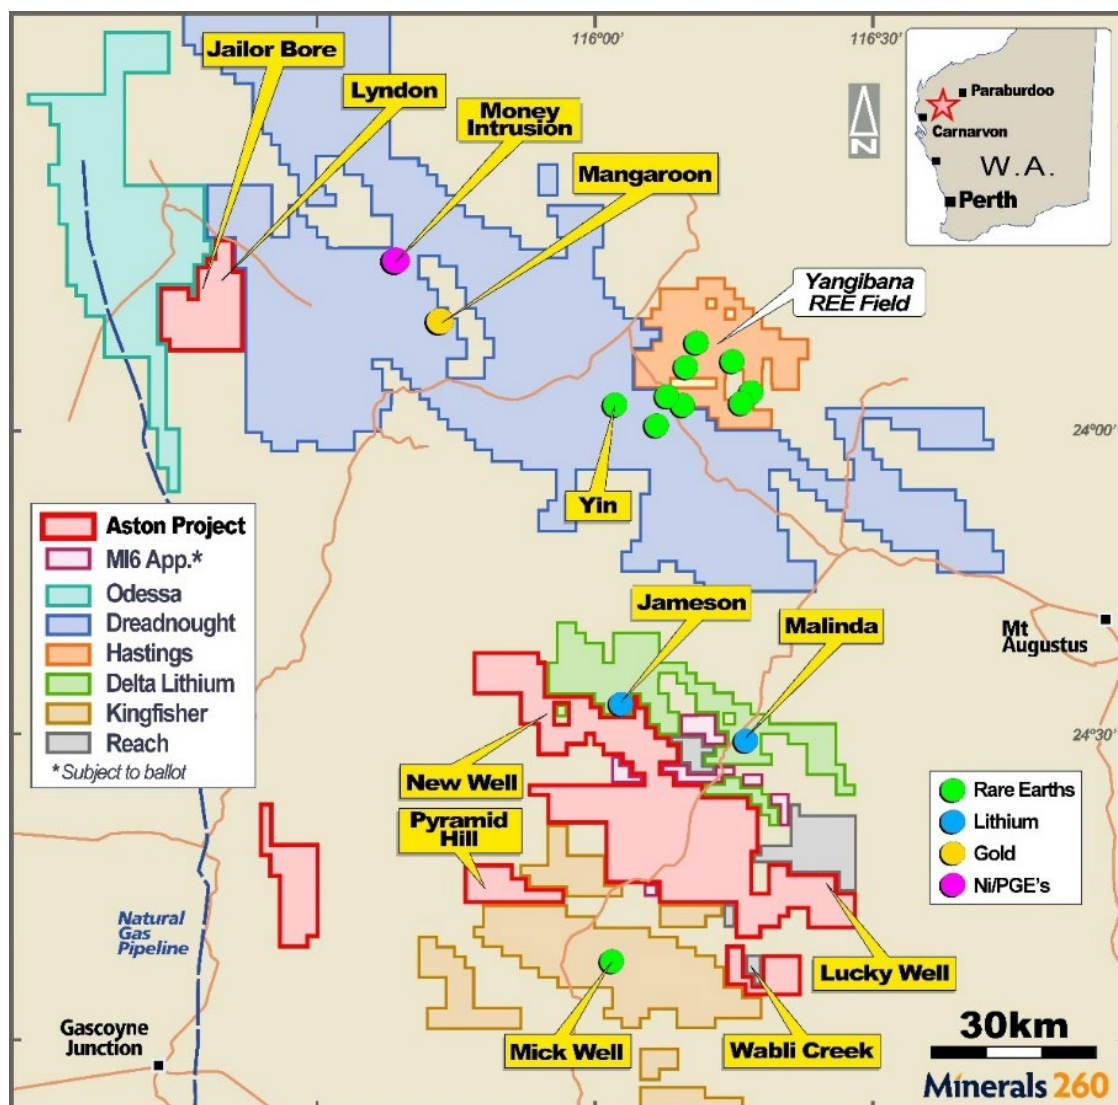 116°00'
116°30'
Jailor Bore
Lyndon
Money
Intrusion
Mangaroon
N
Paraburdoo
Carnarvon
W.A.
Perth
Yangibana
REE Field
24°00'
Yin
Aston Project
MI6 App.*
Odessa
Dreadnought
Hastings
Delta Lithium
Kingfisher
Reach
*Subject to ballot
Jameson
Malinda
Mt
Augustus
24°30'
New Well
Pyramid
Hill
Rare Earths
Lithium
Gold
Ni/PGE's
Natural
Gas
Pipeline
Lucky Well
Gascoyne
Junction
Mick Well
Wabli Creek
30km
Minerals 260